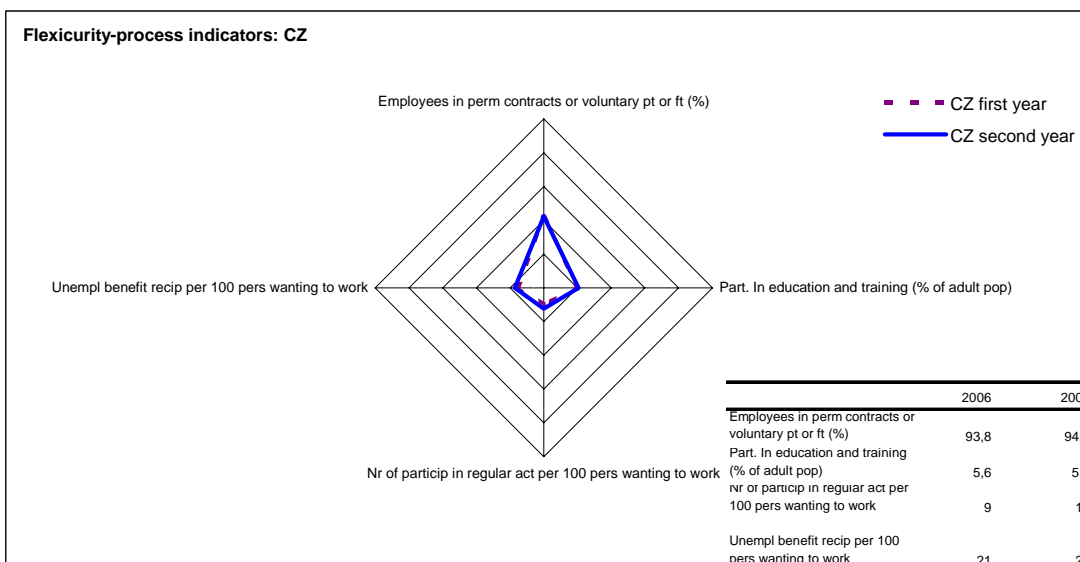 Flexicurity-process indicators: CZ
Employees in perm contracts or voluntary pt or ft (%)
CZ first year
CZ second year
Unempl benefit recip per 100 pers wanting to work
Part. In education and training (% of adult pop)
Nr of particip in regular act per 100 pers wanting to work
2006
Employees in perm contracts or
voluntary pt or ft (%) 93,8
Part. In education and training
(% of adult pop) 5,6
Nr of particip in regular act per
100 pers wanting to work 9
Unempl benefit recip per 100
pers wanting to work 21